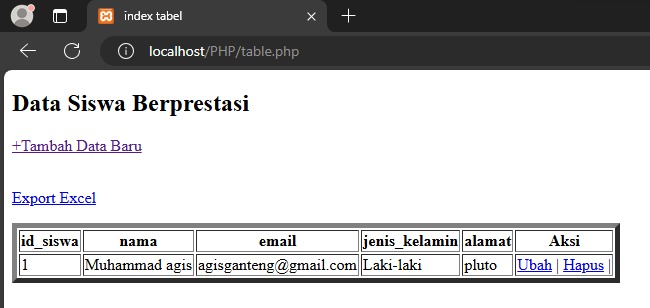 index tabel
localhost/PHP/table.php
Data Siswa Berprestasi
+Tambah Data Baru
Export Excel
id_siswa nama email jenis_kelamin alamat Aksi
1 Muhammad agis agisganteng@gmail.com Laki-laki pluto Ubah | Hapus |